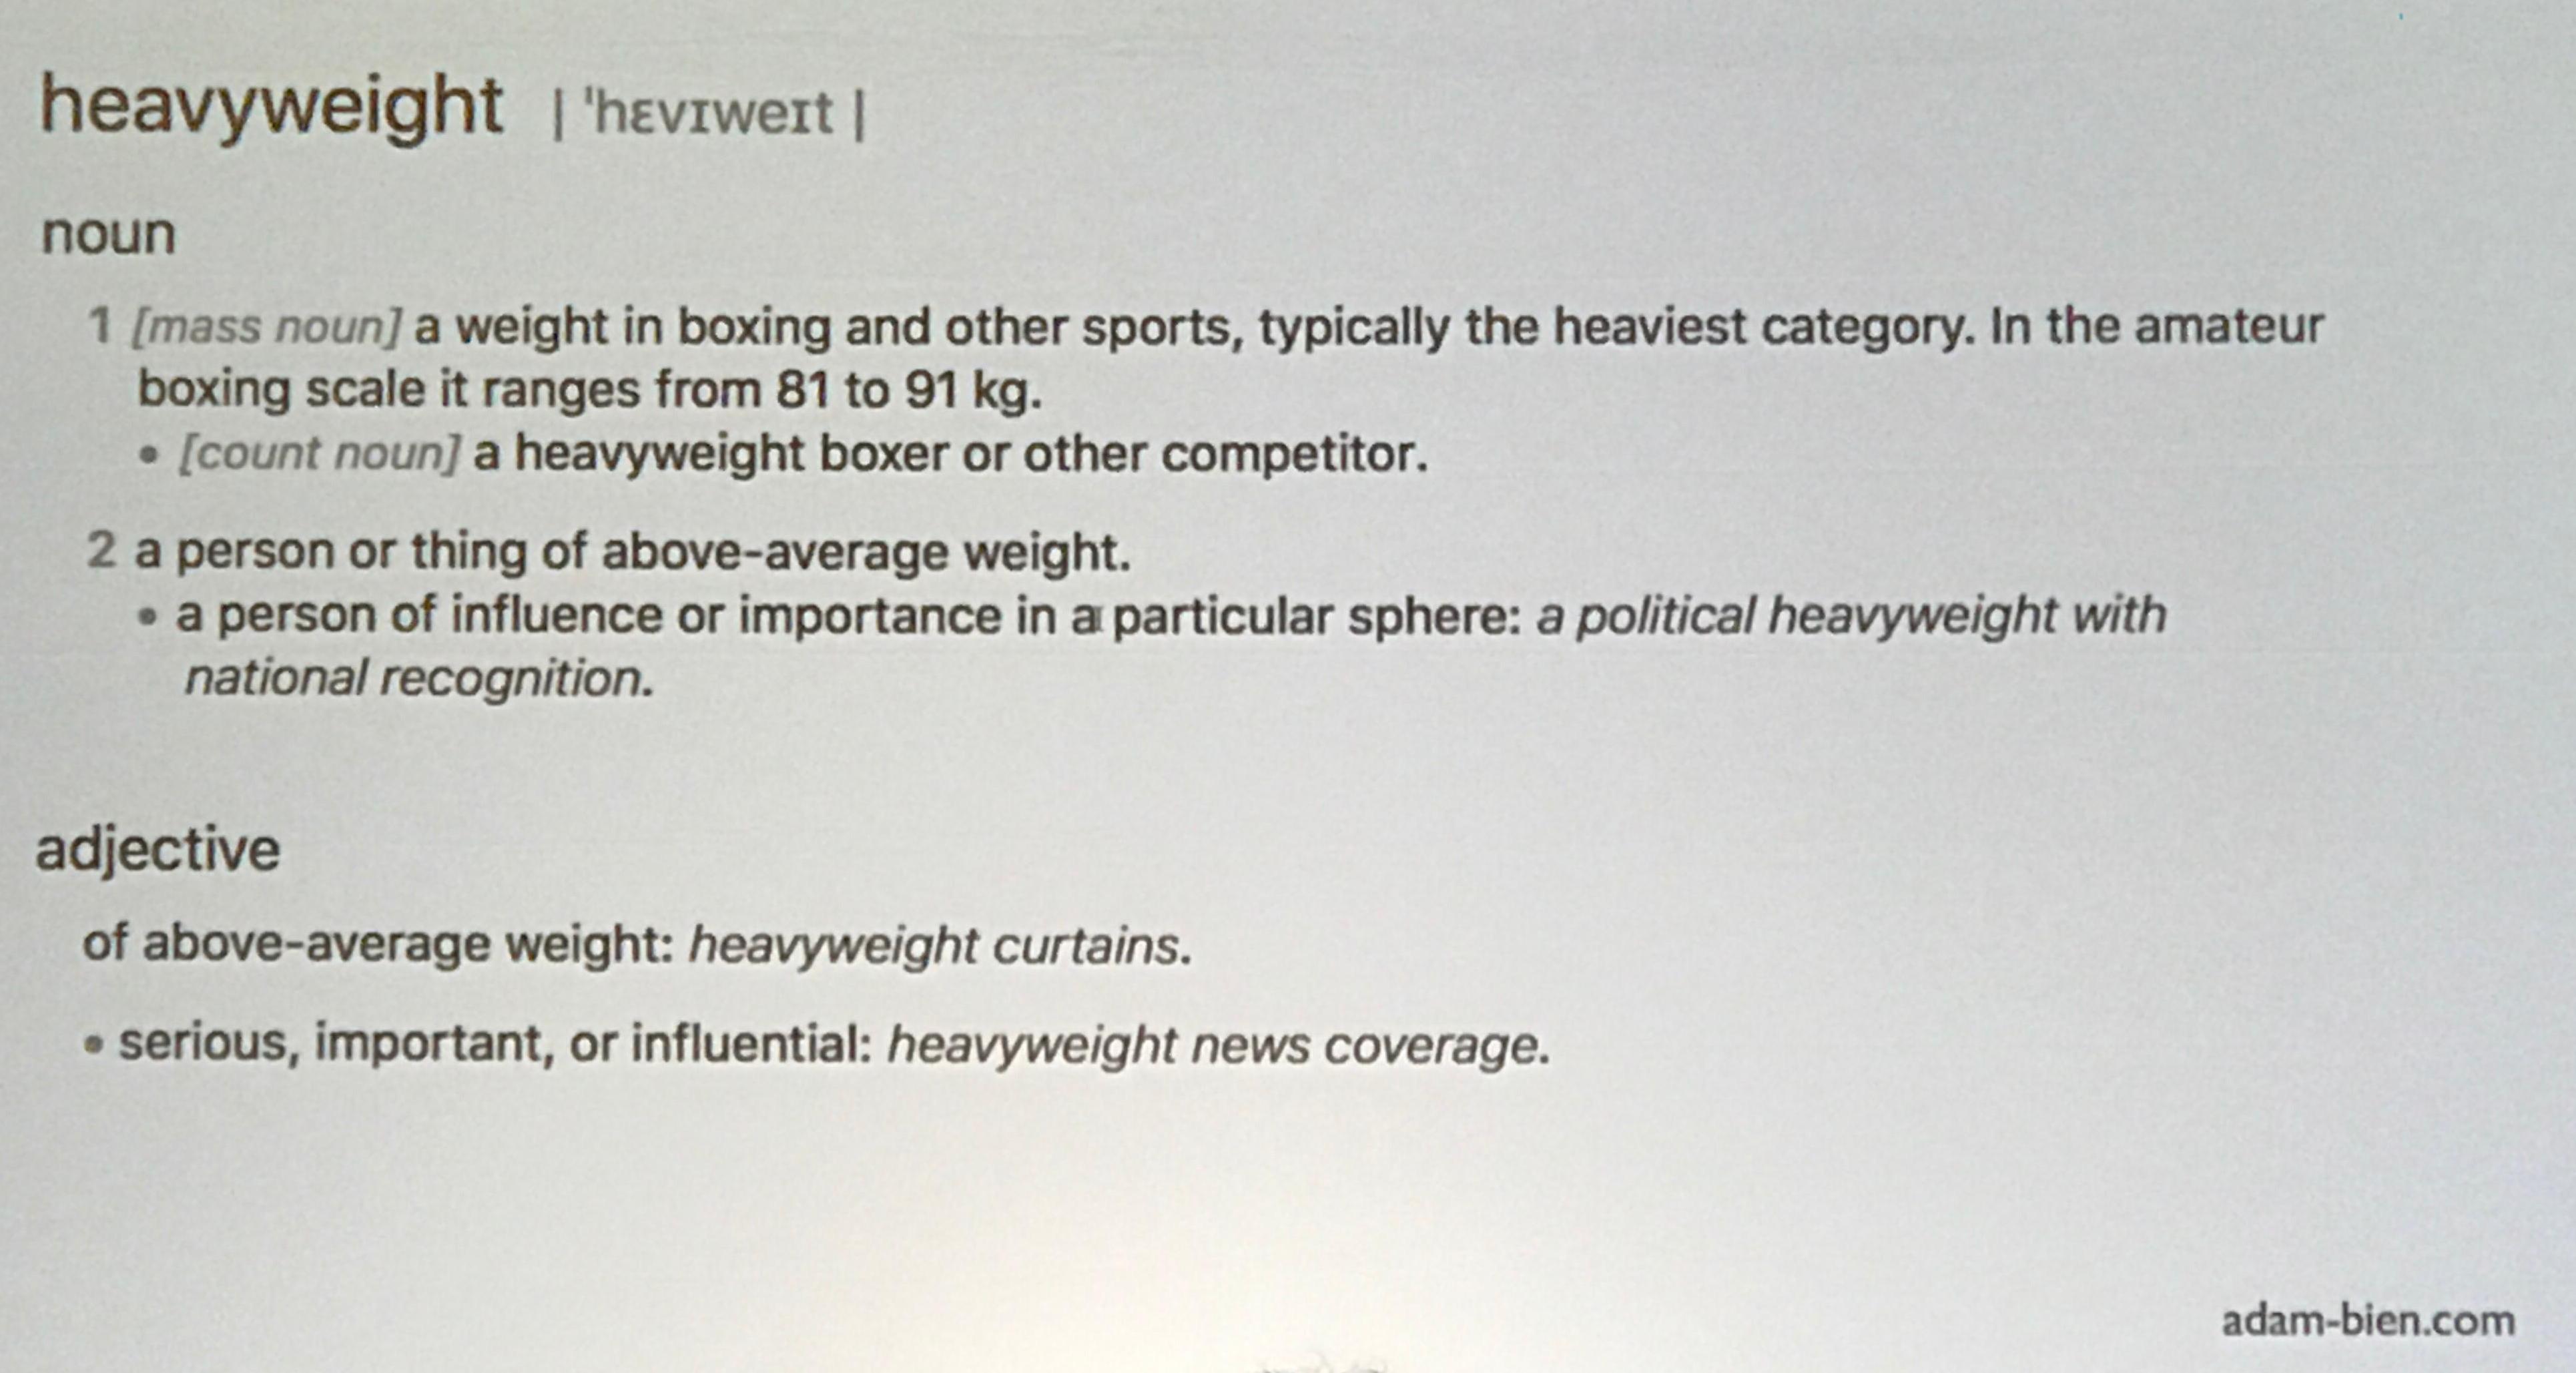 heavyweight | ˈhɛvɪweɪt |
noun
1 [mass noun] a weight in boxing and other sports, typically the heaviest category. In the amateur
boxing scale it ranges from 81 to 91 kg.
• [count noun] a heavyweight boxer or other competitor.
2 a person or thing of above-average weight.
• a person of influence or importance in a particular sphere: a political heavyweight with
national recognition.
adjective
of above-average weight: heavyweight curtains.
• serious, important, or influential: heavyweight news coverage.
adam-bien.com